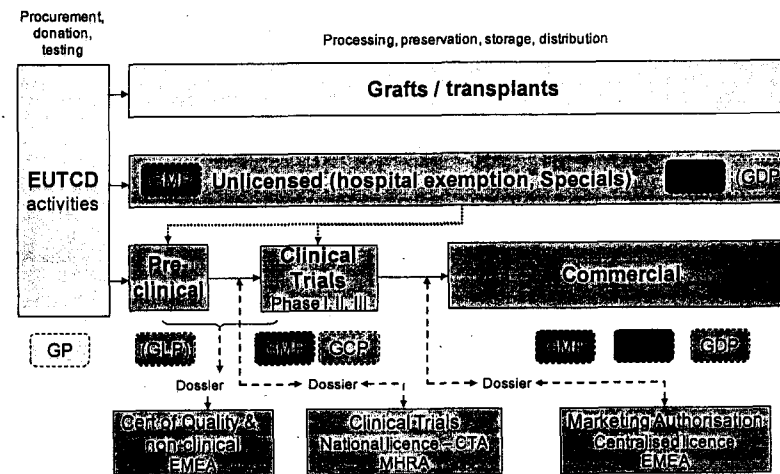 Procurement,
donation,
testing
Processing, preservation, storage, distribution
Grafts / transplants
EUTCD
activities
GMP
Unlicensed (hospital exemption, Specials)
(GDP
Pre-
clinical
Clinical
Trials
Phase I, II, III
Commercial
GP
(GLP)
GMP
GCP
GMP
GDP
Dossier
Dossier
Dossier
Cert of Quality &
non-clinical
EMEA
Clinical Trials
National licence – CTA
MHRA
Marketing Authorisation
Centralised licence
EMEA